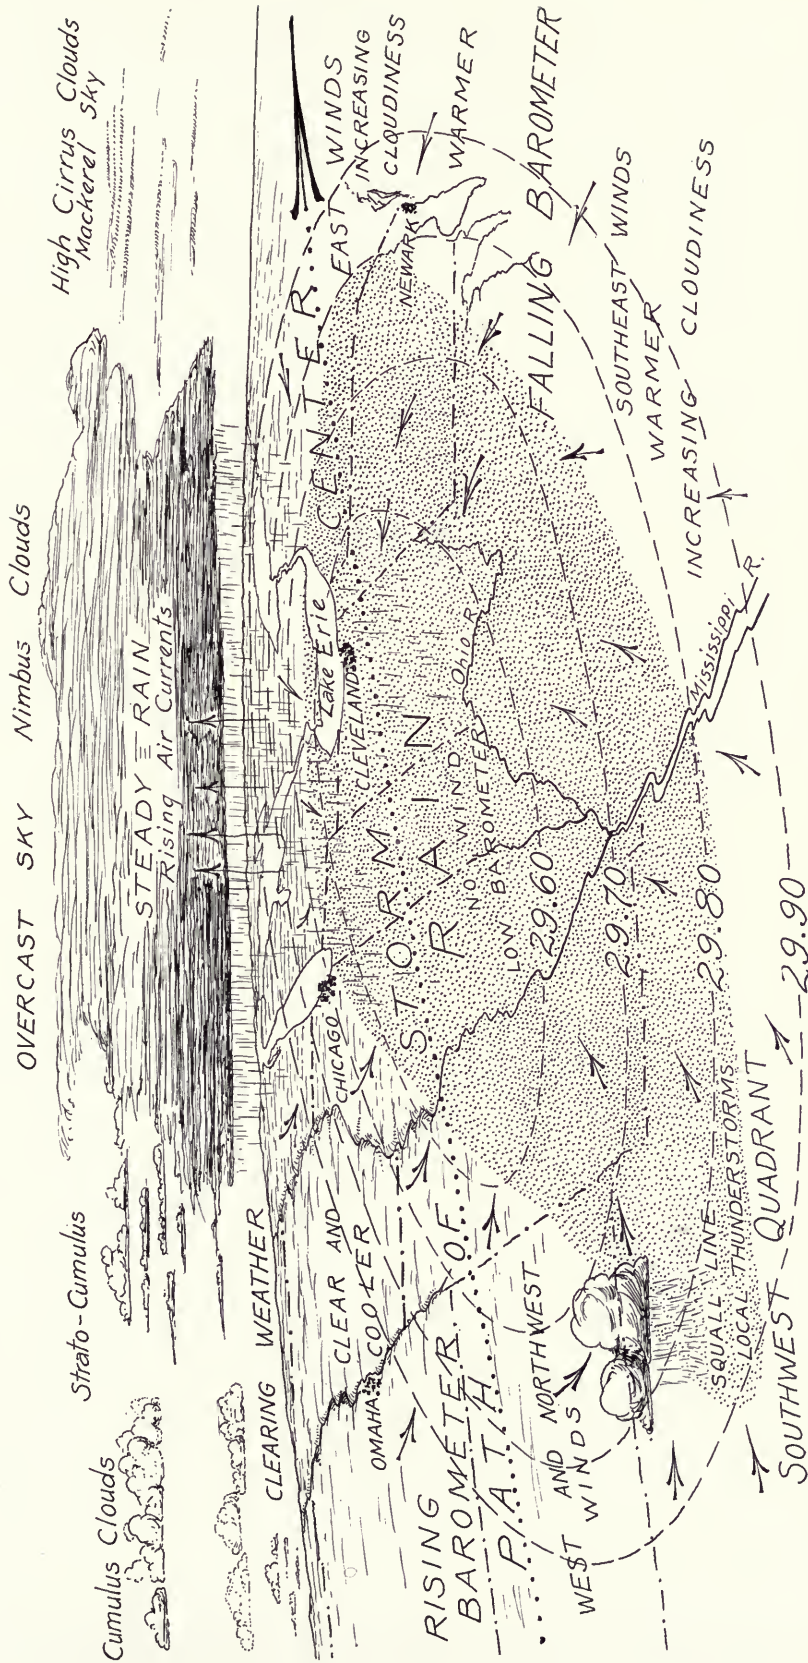 OVERCAST SKY Nimbus Clouds
High Cirrus Clouds
Mackerel Sky
Cumulus Clouds
Strato-Cumulus
STEADY RAIN
Rising Air Currents
CLEARING WEATHER
CLEAR AND
COOLER
OMAHA
CHICAGO
Lake Erie
CLEVELAND
NEWARK
EAST WINDS
INCREASING
CLOUDINESS
WARMER
RISING
BAROMETER
PATH OF STORM CENTER
RAIN
NO WIND
LOW BAROMETER
Ohio R.
FALLING BAROMETER
WEST AND NORTHWEST
WINDS
29.60
29.70
29.80
29.90
SOUTHEAST WINDS
WARMER
INCREASING CLOUDINESS
Mississippi R.
SQUALL LINE
LOCAL THUNDERSTORMS
SOUTHWEST QUADRANT